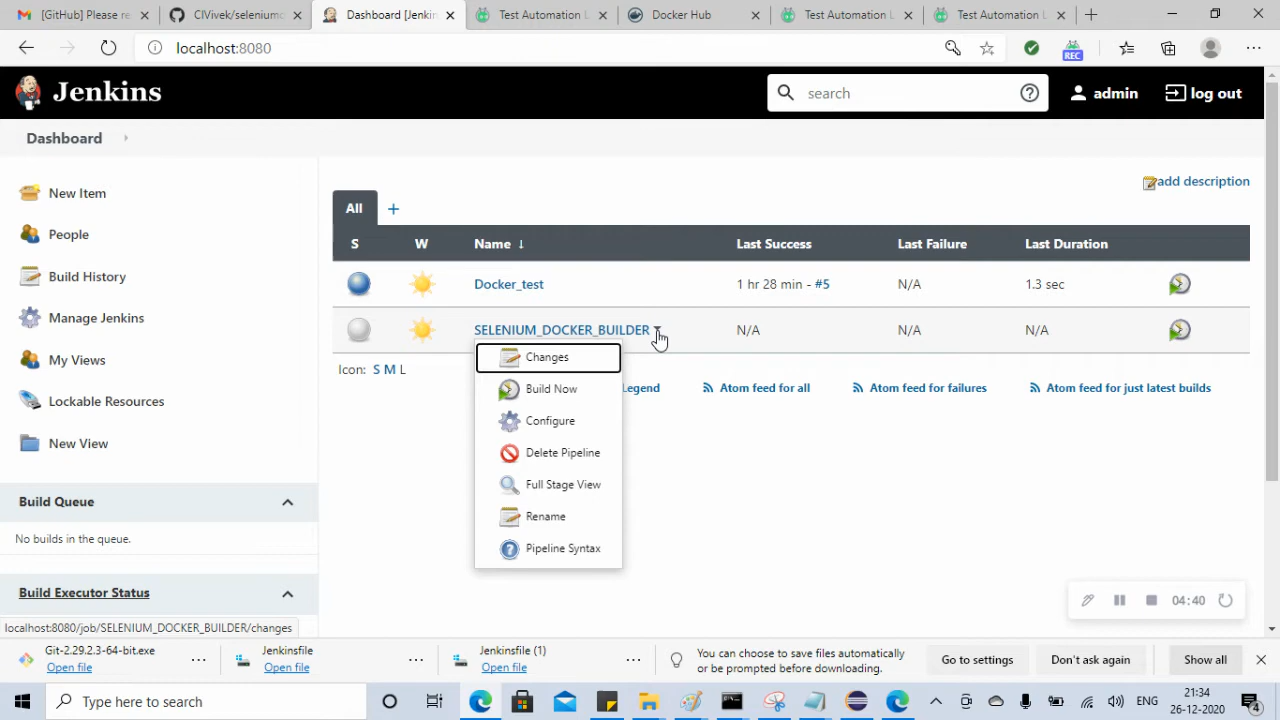 [GitHub] Please re
CIVivek/seleniumc
Dashboard [Jenkins]
Test Automation U
Docker Hub
Test Automation U
Test Automation U
localhost:8080
REC
Jenkins
search
admin
log out
Dashboard
New Item
People
Build History
Manage Jenkins
My Views
Lockable Resources
New View
Build Queue
No builds in the queue.
Build Executor Status
add description
All +
S W Name ↓ Last Success Last Failure Last Duration
Docker_test 1 hr 28 min - #5 N/A 1.3 sec
SELENIUM_DOCKER_BUILDER N/A N/A N/A
Icon: S M L
Legend Atom feed for all Atom feed for failures Atom feed for just latest builds
Changes
Build Now
Configure
Delete Pipeline
Full Stage View
Rename
Pipeline Syntax
04:40
localhost:8080/job/SELENIUM_DOCKER_BUILDER/changes
Git-2.29.2.3-64-bit.exe
Open file
Jenkinsfile
Open file
Jenkinsfile (1)
Open file
You can choose to save files automatically
or be prompted before downloading.
Go to settings
Don't ask again
Show all
Type here to search
ENG
21:34
26-12-2020
4